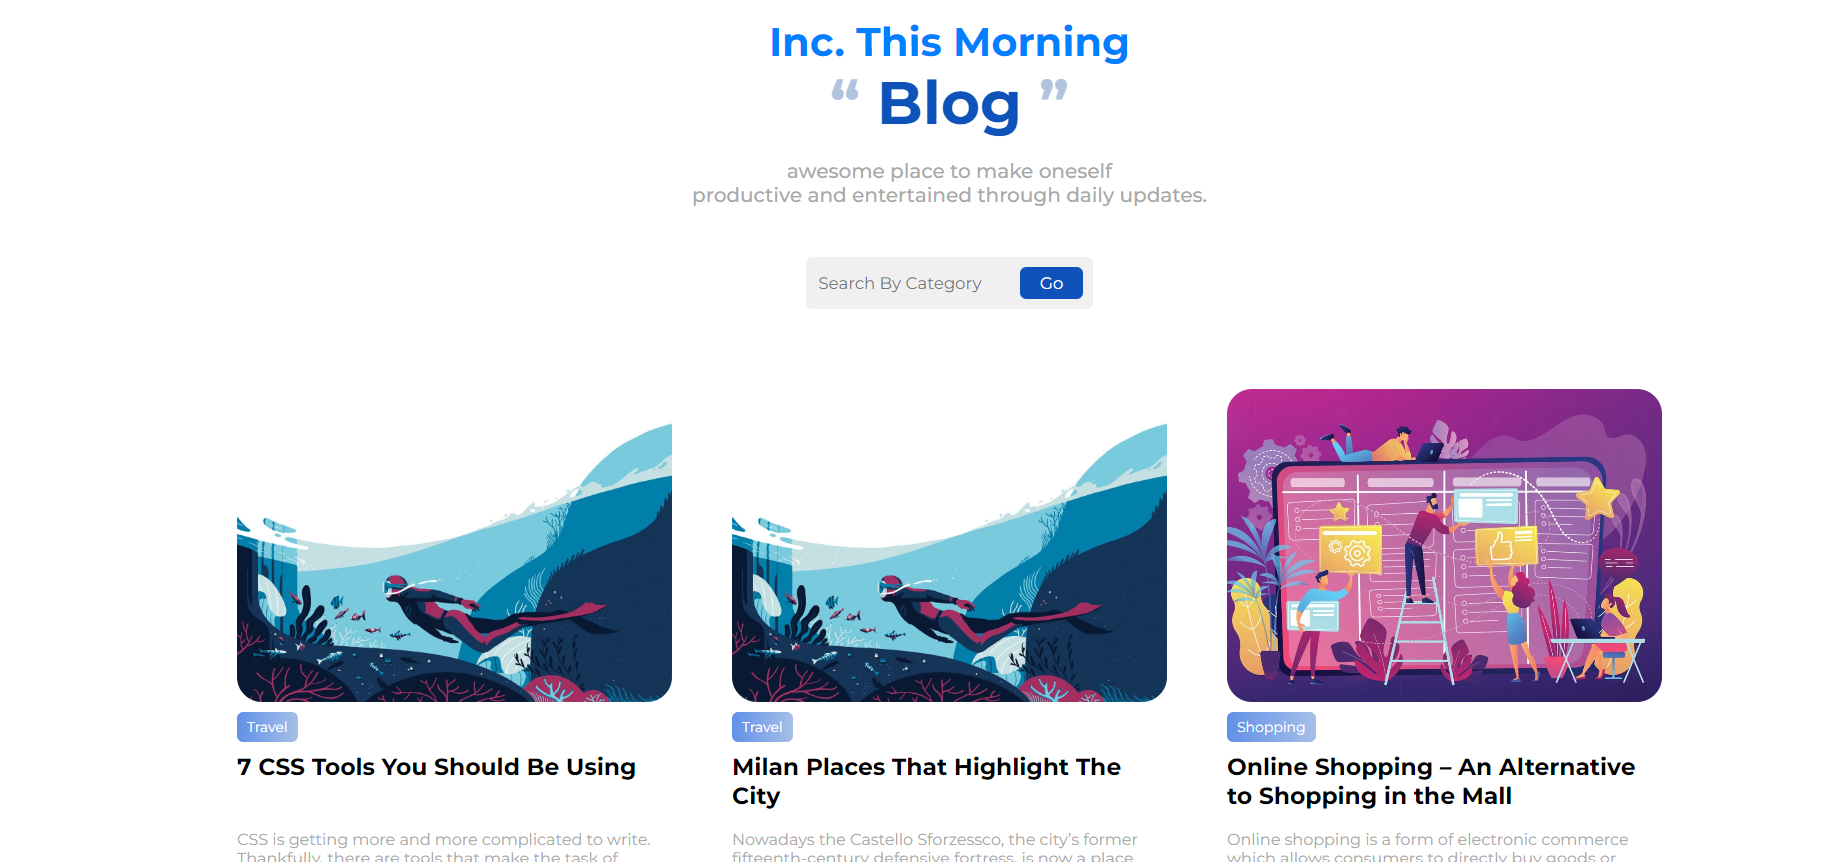 Inc. This Morning
“ Blog ”
awesome place to make oneself
productive and entertained through daily updates.
Search By Category
Go
Travel
7 CSS Tools You Should Be Using
CSS is getting more and more complicated to write.
Thankfully, there are tools that make the task of
Travel
Milan Places That Highlight The
City
Nowadays the Castello Sforzessco, the city’s former
fifteenth-century defensive fortress, is now a place
Shopping
Online Shopping – An Alternative
to Shopping in the Mall
Online shopping is a form of electronic commerce
which allows consumers to directly buy goods or